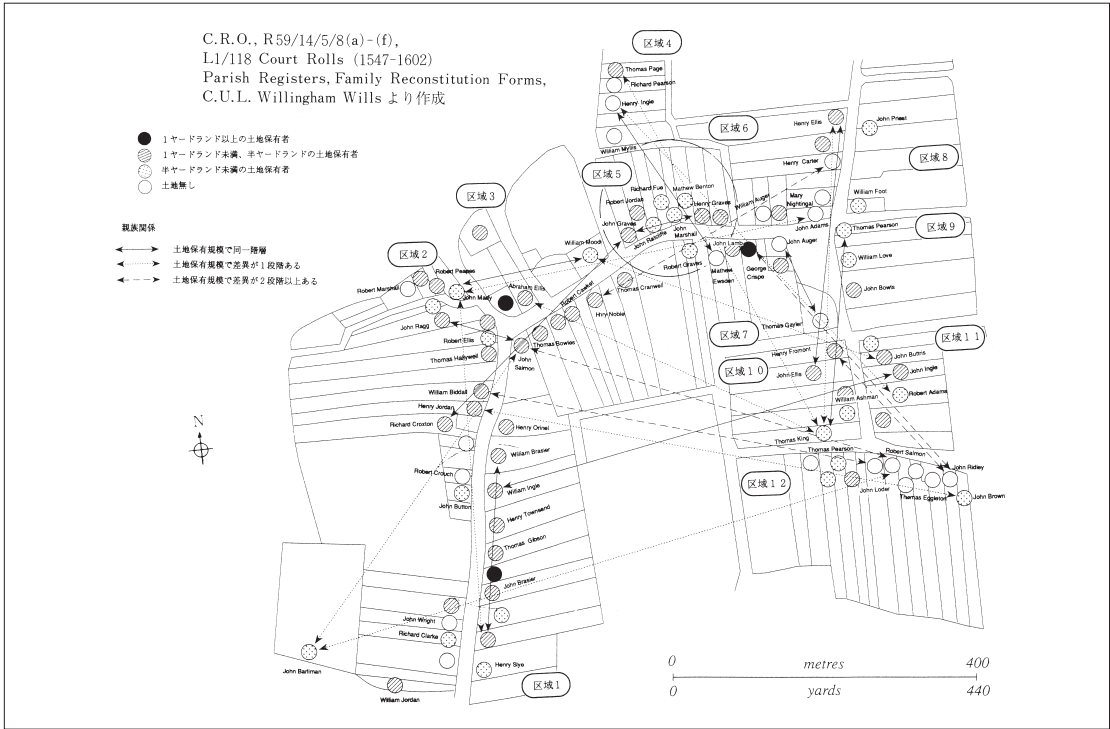 C.R.O., R59/14/5/8(a)-(f),
L1/118 Court Rolls (1547-1602)
Parish Registers, Family Reconstitution Forms,
C.U.L. Willingham Wills より作成
1ヤードランド以上の土地保有者
1ヤードランド未満、半ヤードランドの土地保有者
半ヤードランド未満の土地保有者
土地無し
親族関係
土地保有規模で同一階層
土地保有規模で差異が1段階ある
土地保有規模で差異が2段階以上ある
区域4
Thomas Page
Richard Pearson
Henry Ingle
William Myllis
区域6
Henry Ellis
John Priest
Henry Carter
区域8
区域5
Richard Fue
Mathew Benton
Robert Jordan
Henry Graves
William Auger
Mary
Nightingal
William Foot
John Graves
John Ratcliffe
John
Marshall
John Adams
Thomas Pearson
区域9
区域3
William Mood
Robert Graves
John Lamb
John Auger
Mathew
Ewsden
George
Crispe
William Love
区域2
Robert Pearse
Robert Marshall
John Mady
Abraham Ellis
Robert Cranket
Thomas Cranwell
Hnry Noble
John Bowls
John Ragg
Robert Ellis
Thomas Hallywell
Thomas Bowles
John
Salmon
区域7
Thomas Gayler
Henry Fromont
区域11
John Buttns
区域10
John Ellis
John Ingle
Robert Adams
William Ashman
William Biddall
Henry Jordan
Richard Croxton
Henry Orinel
Thomas King
N
William Brasier
Thomas Pearson
Robert Salmon
John Ridley
Robert Crouch
William Ingle
区域12
John Loder
Thomas Eggleton
John Brown
John Button
Henry Townsend
Thomas Gibson
John Brasier
John Wright
Richard Clarke
John Bartiman
Henry Slye
区域1
William Jordan
0 metres 400
0 yards 440